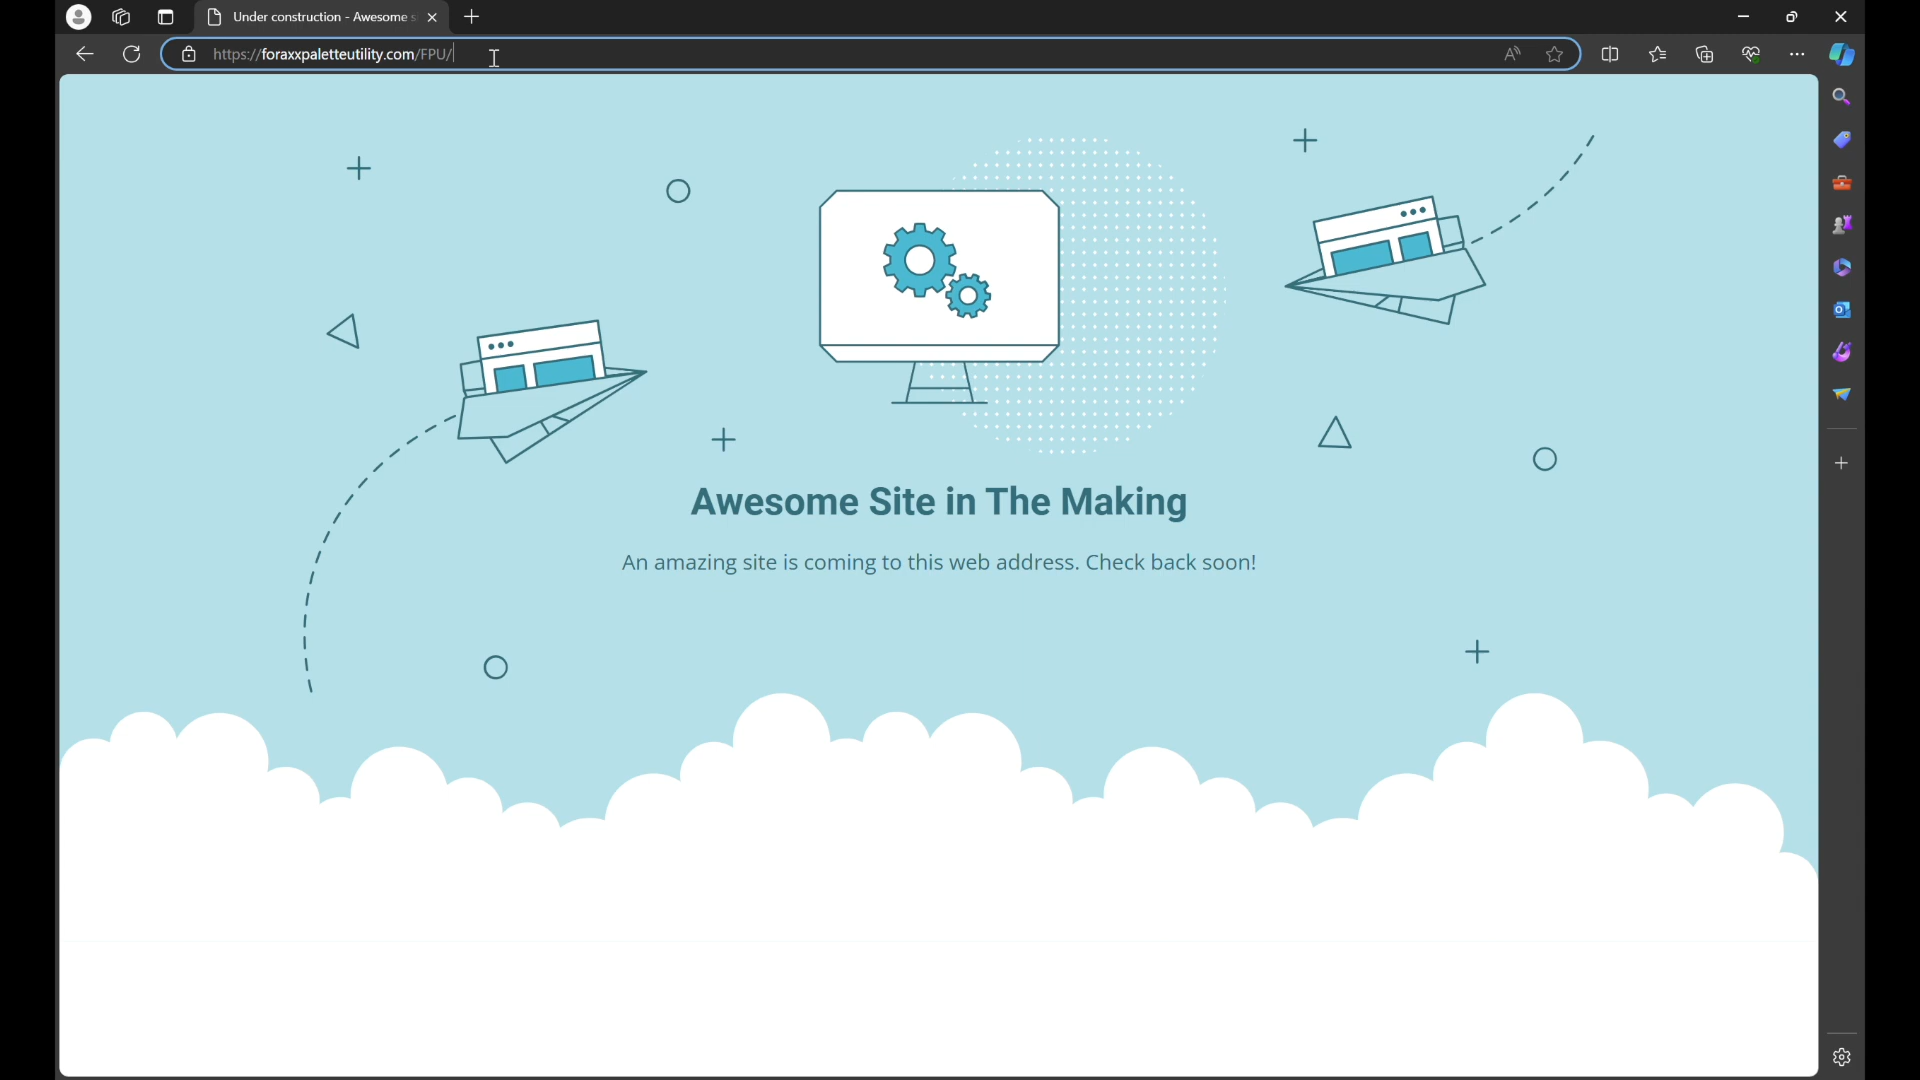 Under construction - Awesome s
https://foraxxpaletteutility.com/FPU/
Awesome Site in The Making
An amazing site is coming to this web address. Check back soon!